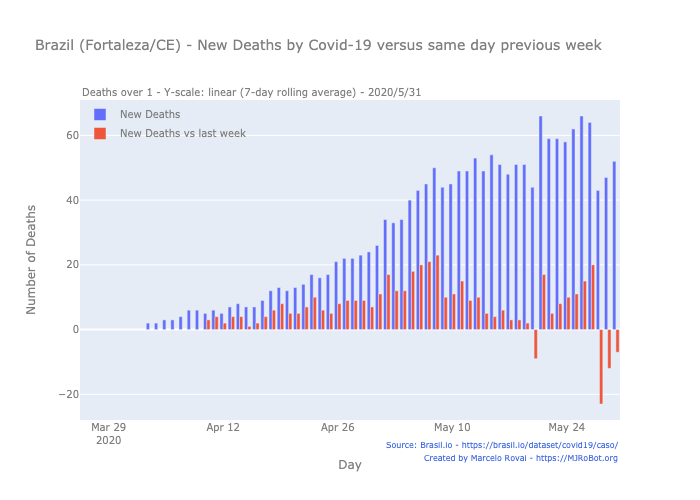 Brazil (Fortaleza/CE) - New Deaths by Covid-19 versus same day previous week
Deaths over 1 - Y-scale: linear (7-day rolling average) - 2020/5/31
New Deaths
New Deaths vs last week
Number of Deaths
60
40
20
0
−20
Mar 29
2020
Apr 12
Apr 26
May 10
May 24
Day
Source: Brasil.io - https://brasil.io/dataset/covid19/caso/
Created by Marcelo Rovai - https://MJRoBot.org